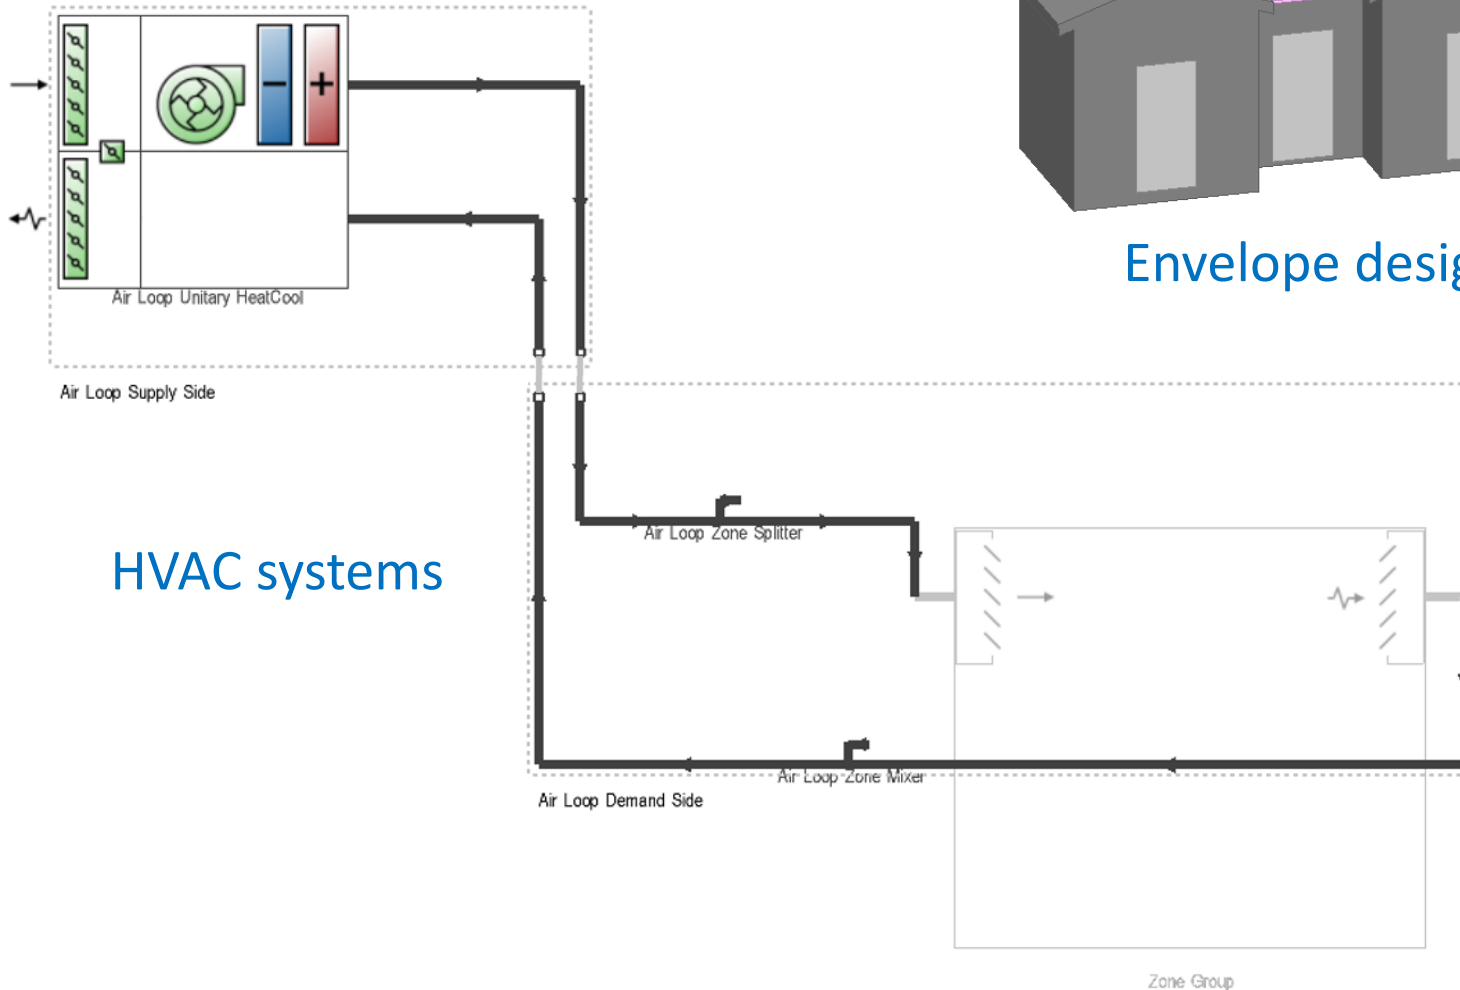 Air Loop Unitary HeatCool
Envelope desig
Air Loop Supply Side
Air Loop Zone Splitter
HVAC systems
Air Loop Zone Mixer
Air Loop Demand Side
Zone Group